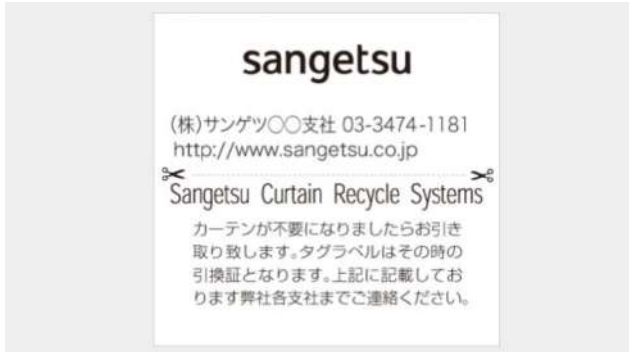 sangetsu
(株)サンゲツ○○支社 03-3474-1181
http://www.sangetsu.co.jp
Sangetsu Curtain Recycle Systems
カーテンが不要になりましたらお引き
取り致します。タグラベルはその時の
引換証となります。上記に記載してお
ります弊社各支社までご連絡ください。